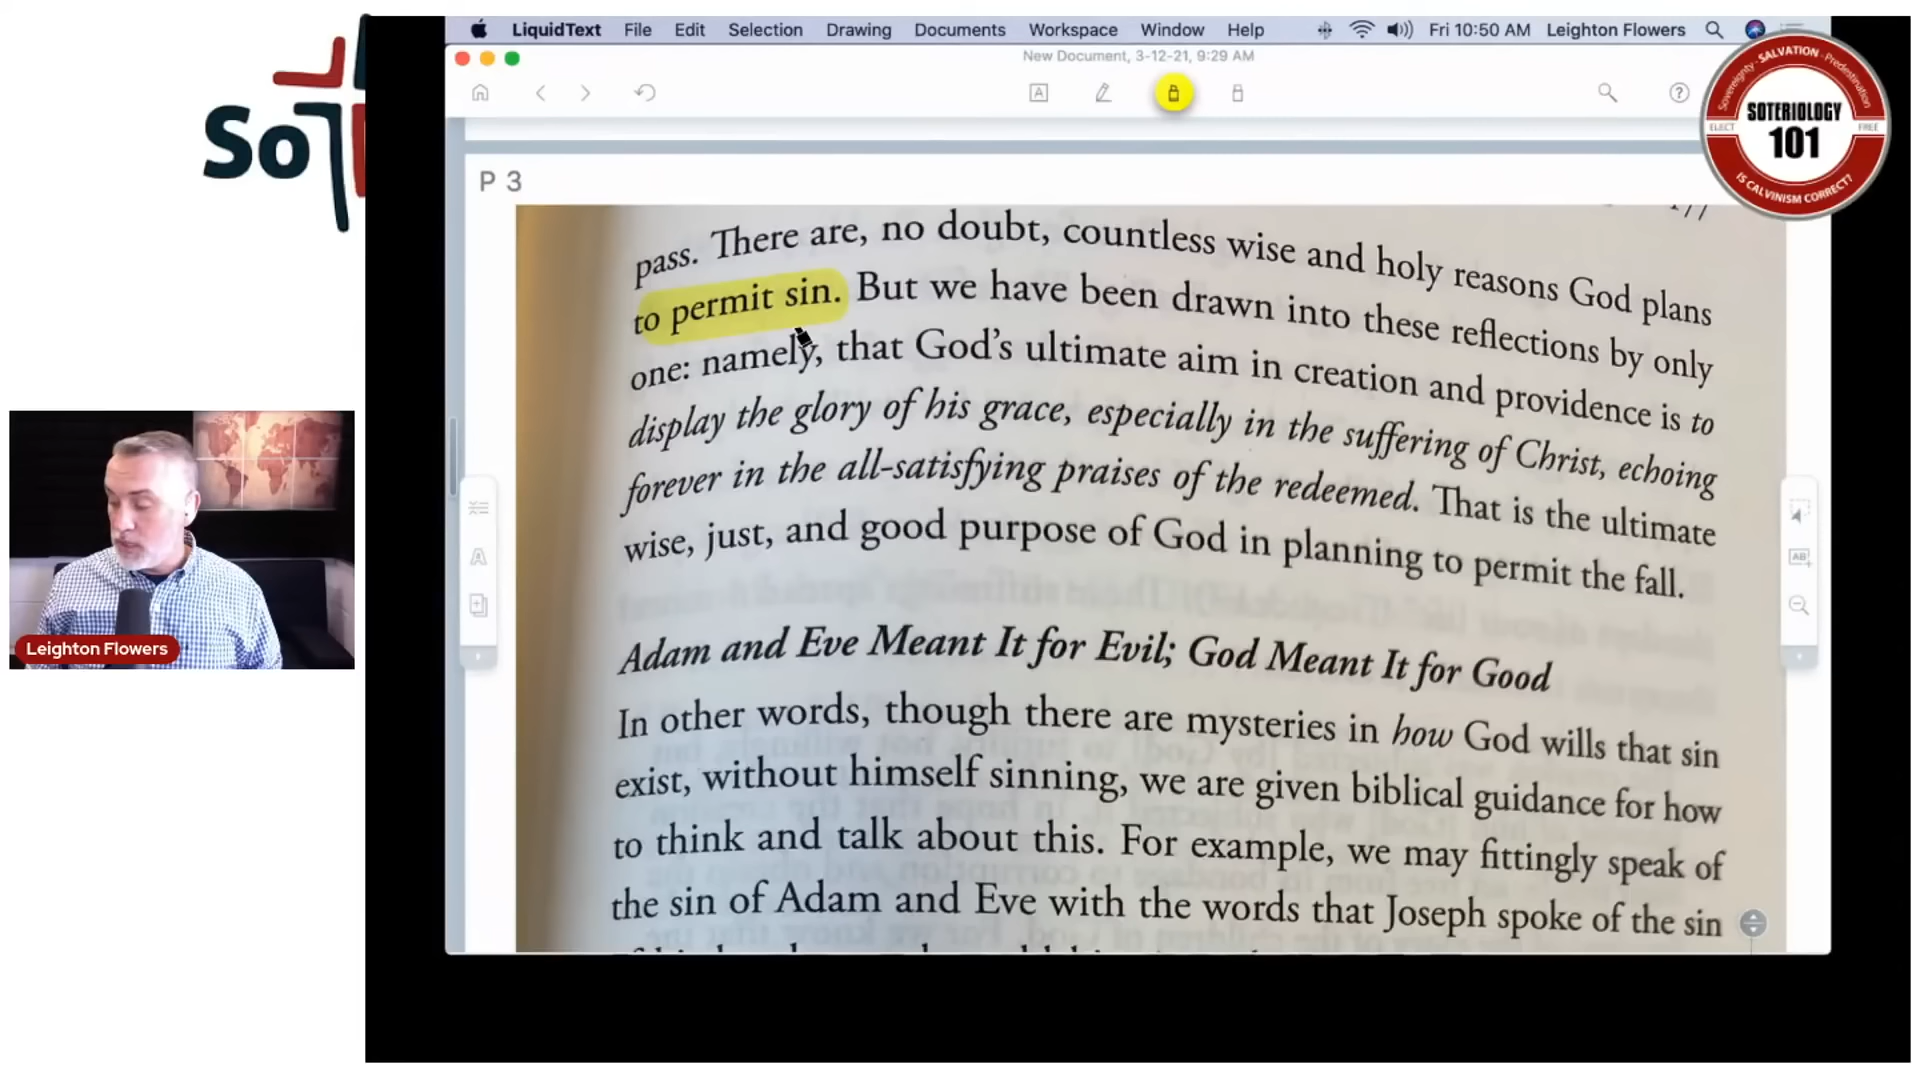 LiquidText File Edit Selection Drawing Documents Workspace Window Help Fri 10:50 AM Leighton Flowers
New Document, 3-12-21, 9:29 AM
So
SALVATION
Sovereignty
Predestination
ELECT
SOTERIOLOGY
FREE
101
IS CALVINISM CORRECT?
P 3
pass. There are, no doubt, countless wise and holy reasons God plans
to permit sin. But we have been drawn into these reflections by only
one: namely, that God's ultimate aim in creation and providence is to
display the glory of his grace, especially in the suffering of Christ, echoing
forever in the all-satisfying praises of the redeemed. That is the ultimate
wise, just, and good purpose of God in planning to permit the fall.
Adam and Eve Meant It for Evil; God Meant It for Good
In other words, though there are mysteries in how God wills that sin
exist, without himself sinning, we are given biblical guidance for how
to think and talk about this. For example, we may fittingly speak of
the sin of Adam and Eve with the words that Joseph spoke of the sin
Leighton Flowers